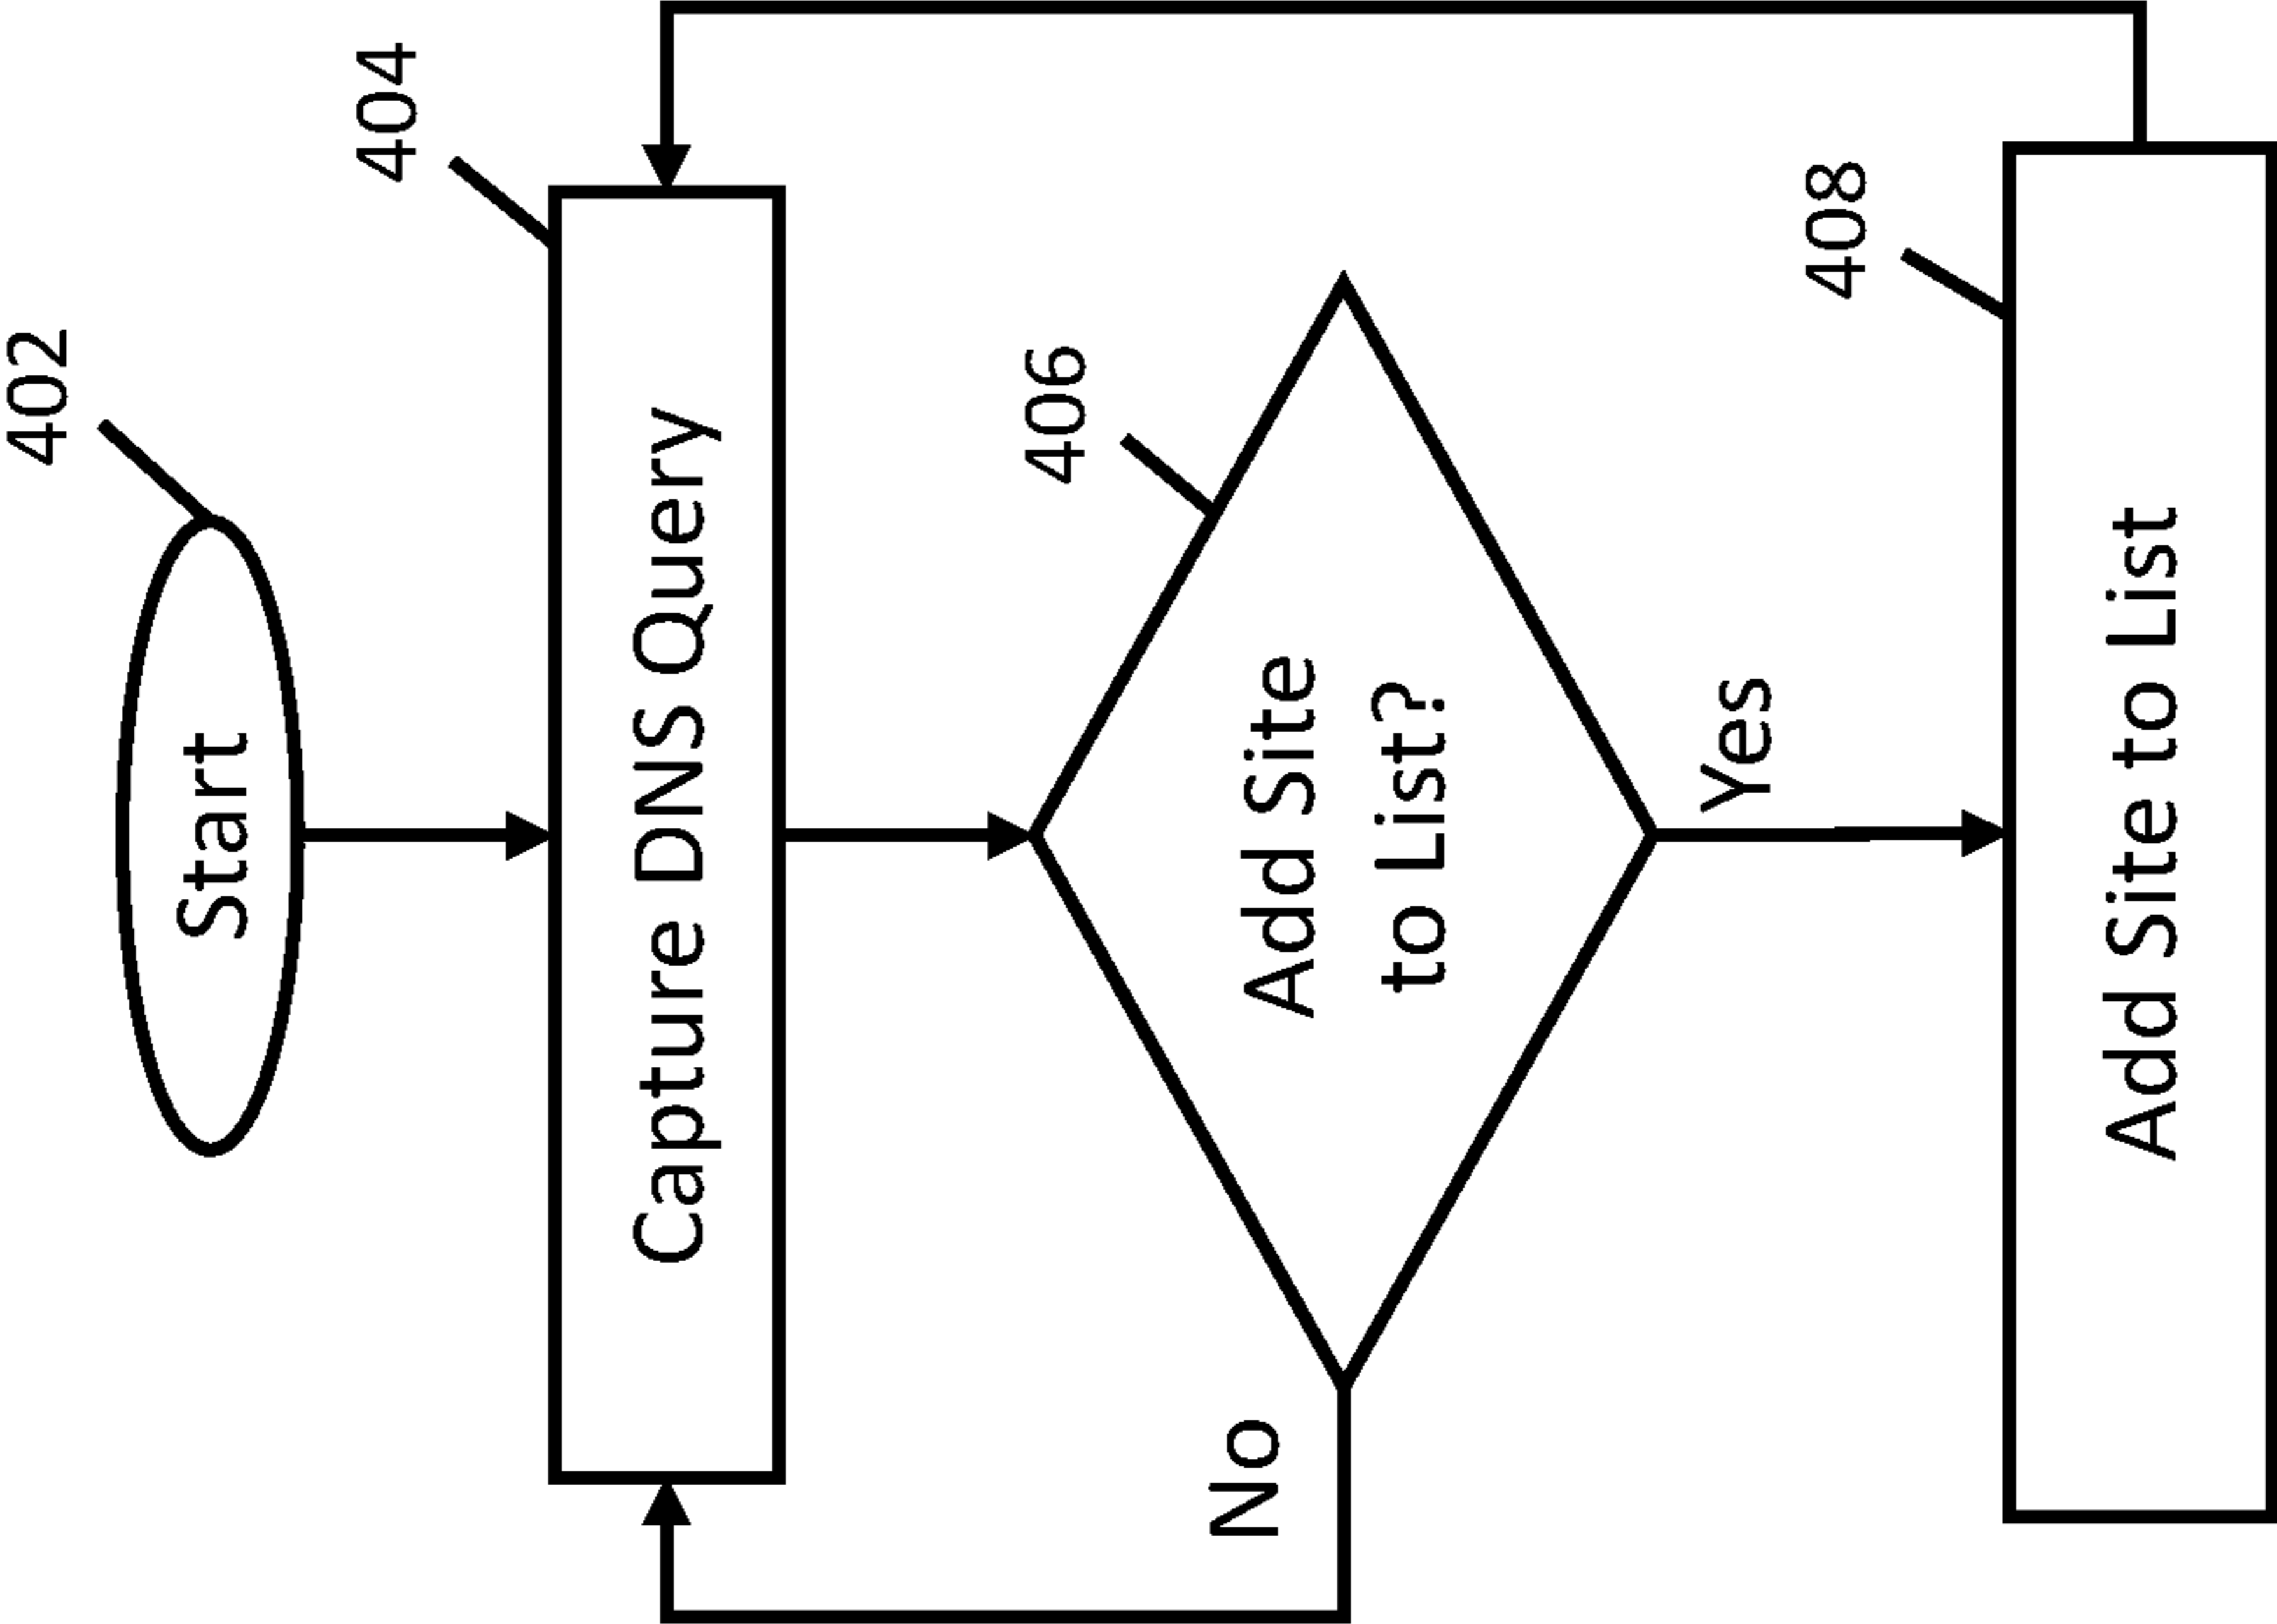 402
Start
404
Capture DNS Query
406
Add Site
to List?
No
Yes
408
Add Site to List